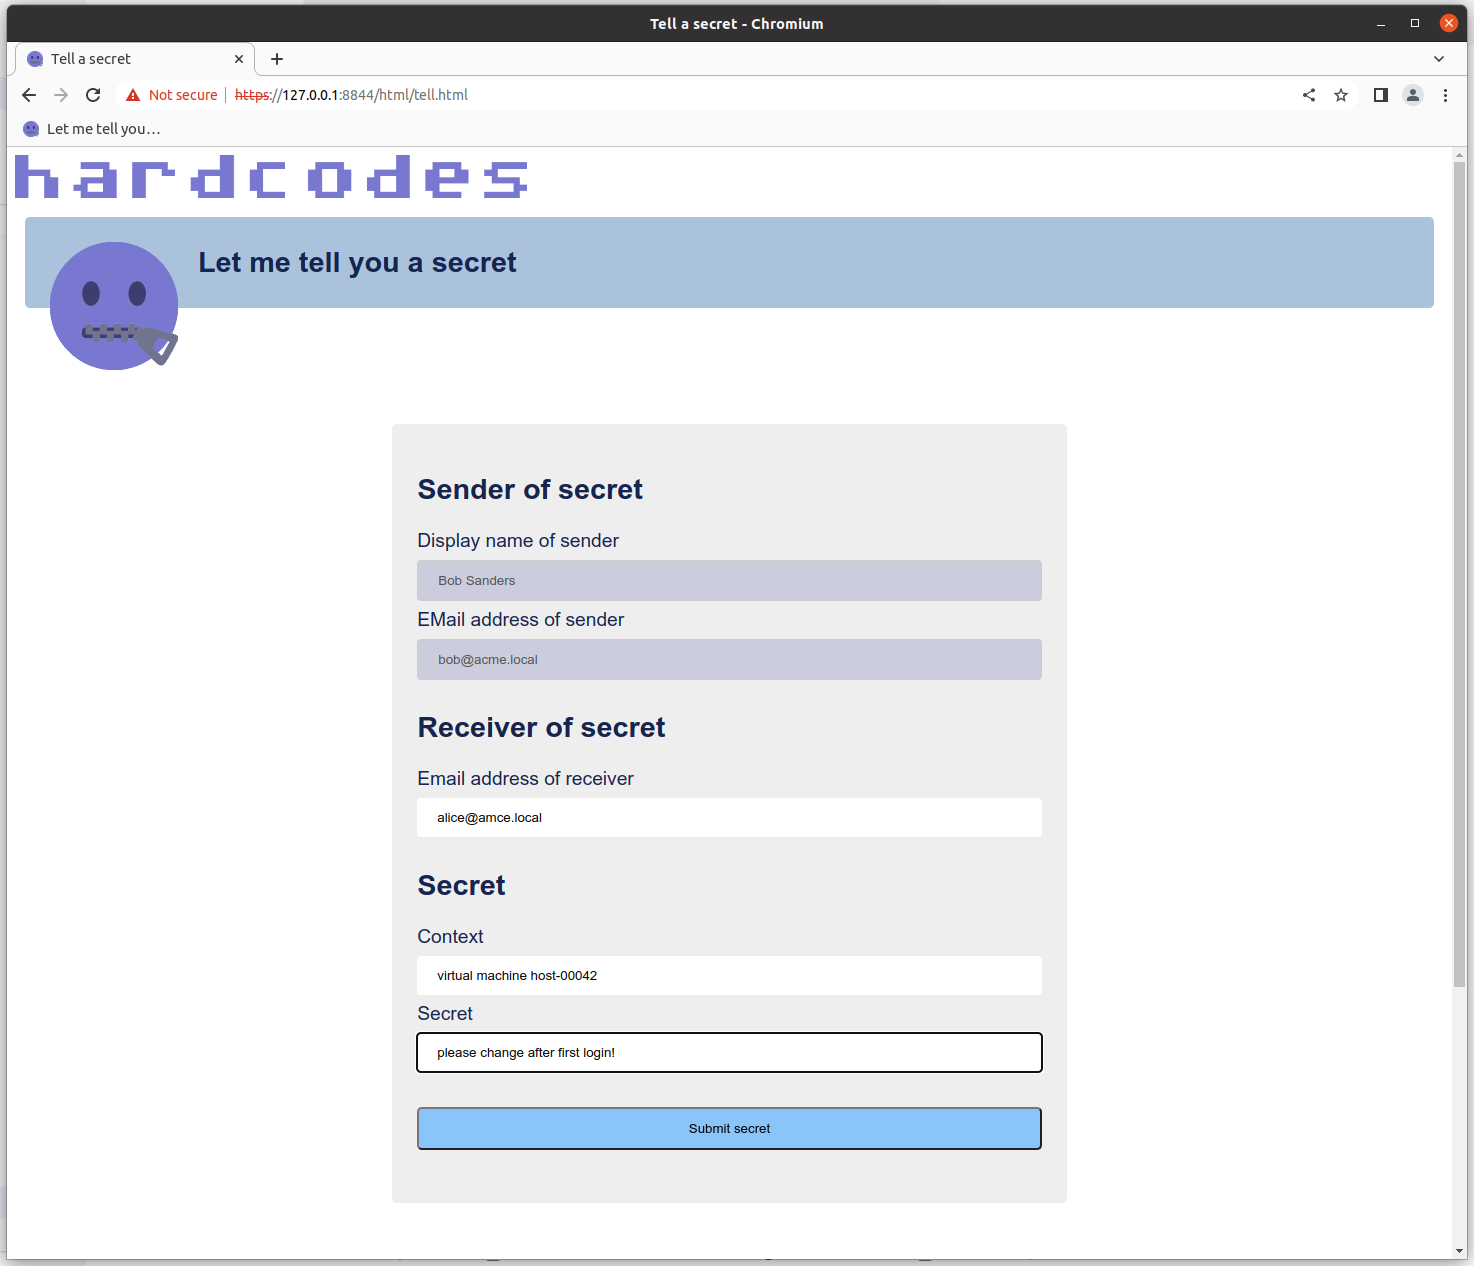 Tell a secret - Chromium
Tell a secret
Not secure https://127.0.0.1:8844/html/tell.html
Let me tell you…
hardcodes
Let me tell you a secret
Sender of secret
Display name of sender
Bob Sanders
EMail address of sender
bob@acme.local
Receiver of secret
Email address of receiver
alice@amce.local
Secret
Context
virtual machine host-00042
Secret
please change after first login!
Submit secret